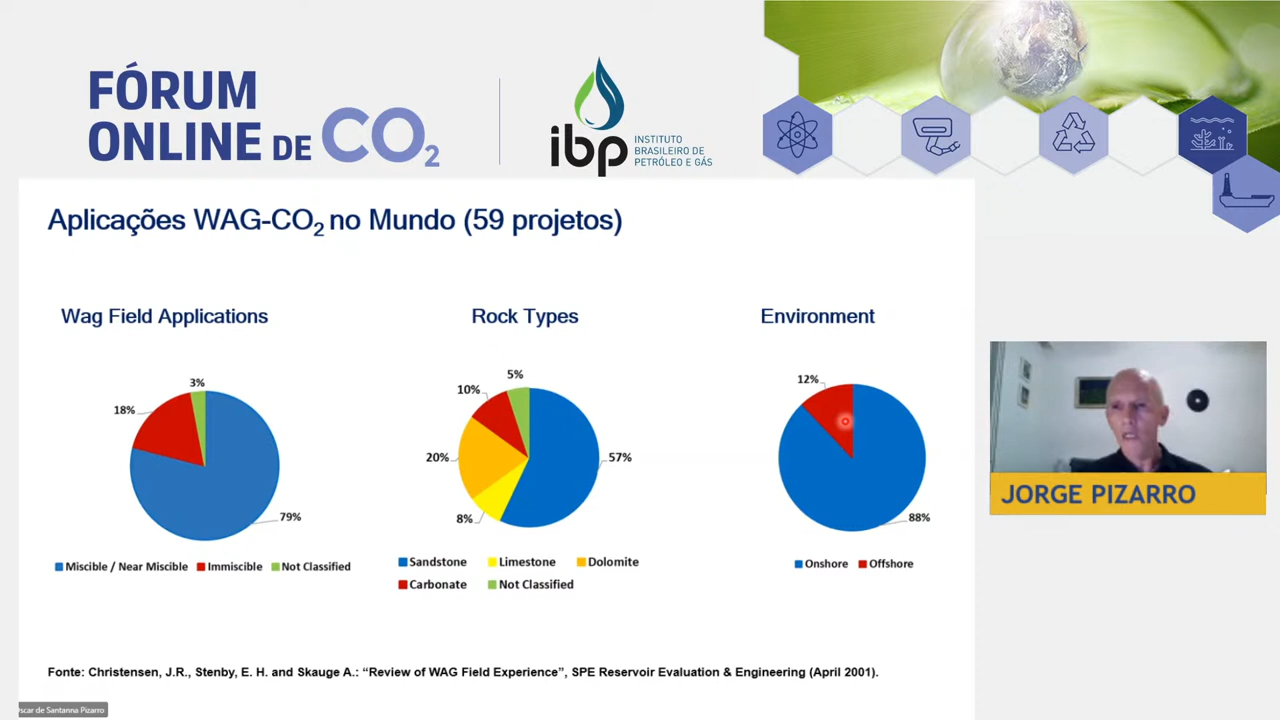 FÓRUM
ONLINE DE CO2
ibp
INSTITUTO
BRASILEIRO DE
PETRÓLEO E GÁS
Aplicações WAG-CO2 no Mundo (59 projetos)
Wag Field Applications
3%
18%
79%
Miscible / Near Miscible Immiscible Not Classified
Rock Types
5%
10%
20%
57%
8%
Sandstone Limestone Dolomite
Carbonate Not Classified
Environment
12%
88%
Onshore Offshore
JORGE PIZARRO
Fonte: Christensen, J.R., Stenby, E. H. and Skauge A.: “Review of WAG Field Experience”, SPE Reservoir Evaluation & Engineering (April 2001).
de Santanna Pizarro